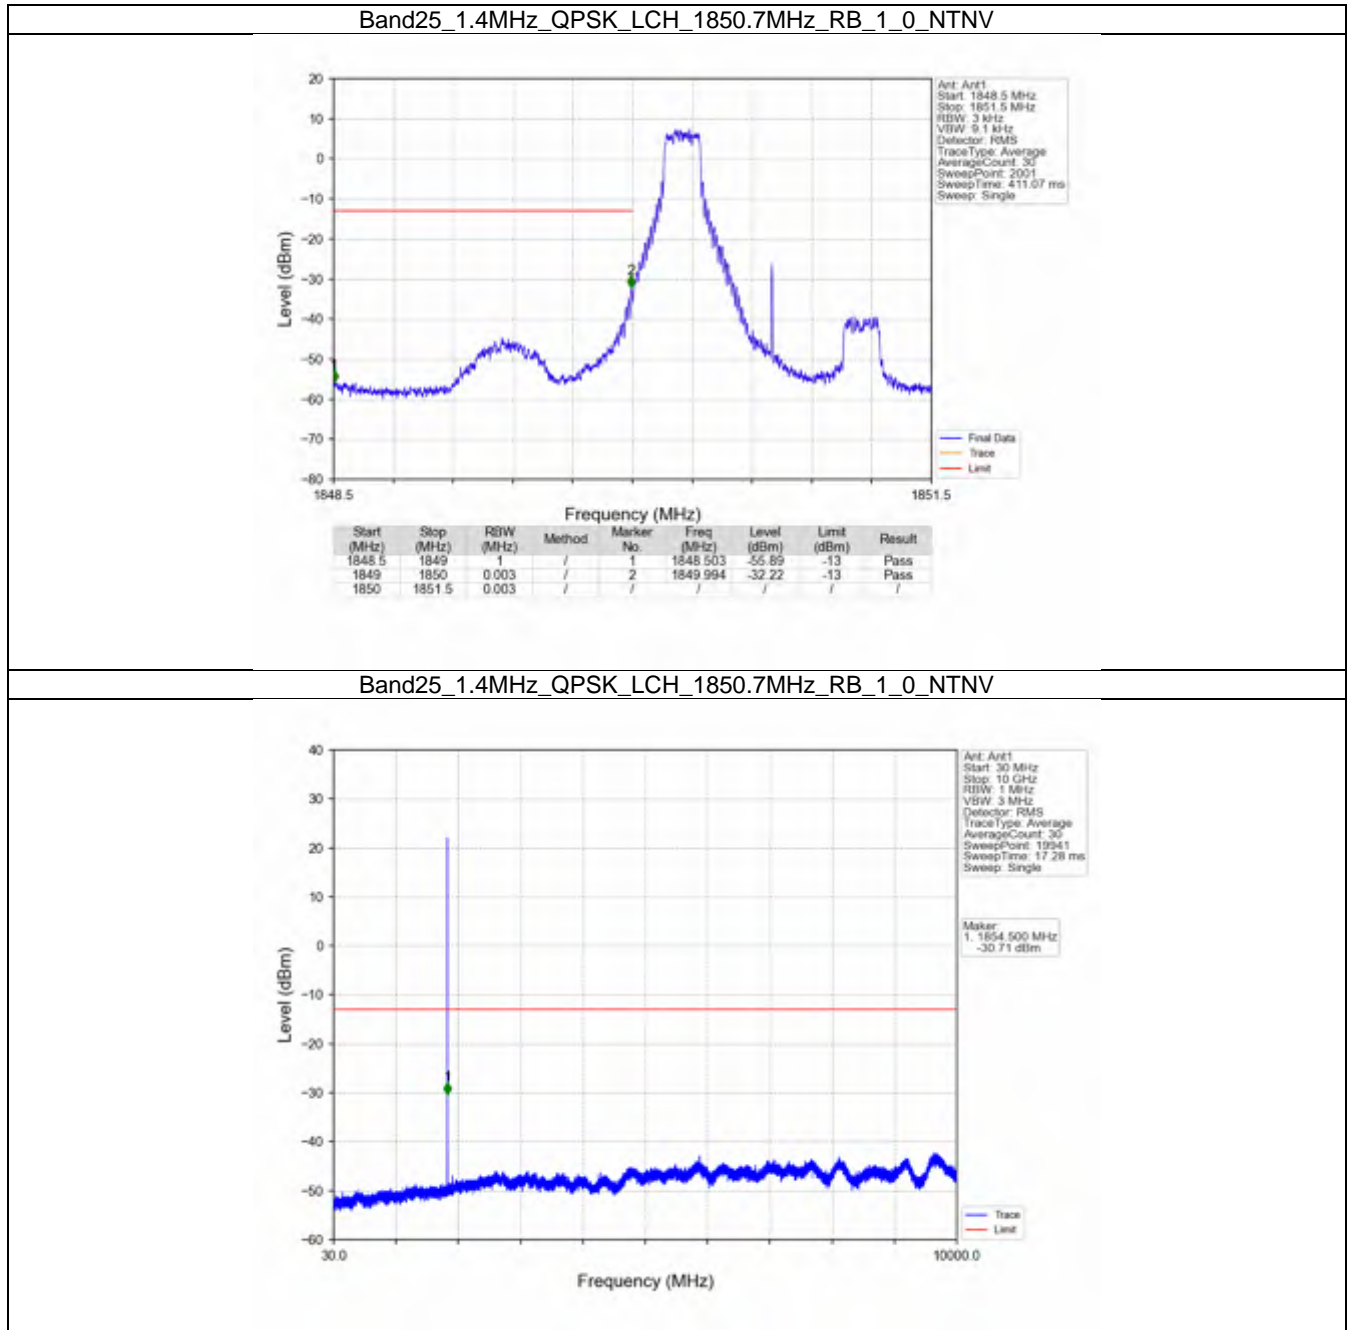 Band25_1.4MHz_QPSK_LCH_1850.7MHz_RB_1_0_NTNV
20
10
0
−10
−20
−30
−40
−50
−60
−70
−80
Level (dBm)
2
1848.5
1851.5
Frequency (MHz)
Ant: Ant1
Start: 1848.5 MHz
Stop: 1851.5 MHz
RBW: 3 kHz
VBW: 9.1 kHz
Detector: RMS
TraceType: Average
AverageCount: 30
SweepPoint: 2001
SweepTime: 411.07 ms
Sweep: Single
Final Data
Trace
Limit
Start (MHz) Stop (MHz) RBW (MHz) Method Marker No. Freq (MHz) Level (dBm) Limit (dBm) Result
1848.5 1849 1 / 1 1848.503 -55.89 -13 Pass
1849 1850 0.003 / 2 1849.994 -32.22 -13 Pass
1850 1851.5 0.003 / / / / / /
Band25_1.4MHz_QPSK_LCH_1850.7MHz_RB_1_0_NTNV
40
30
20
10
0
−10
−20
−30
−40
−50
−60
Level (dBm)
1
30.0
10000.0
Frequency (MHz)
Ant: Ant1
Start: 30 MHz
Stop: 10 GHz
RBW: 1 MHz
VBW: 3 MHz
Detector: RMS
TraceType: Average
AverageCount: 30
SweepPoint: 19941
SweepTime: 17.28 ms
Sweep: Single
Maker:
1. 1854.500 MHz
-30.71 dBm
Trace
Limit